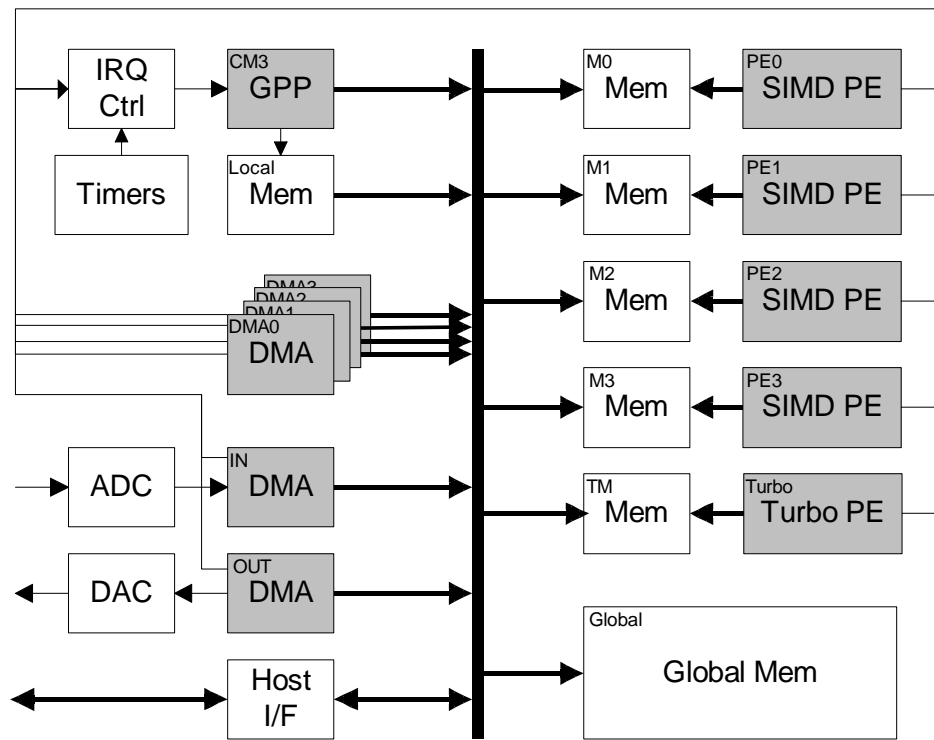 IRQ
Ctrl
CM3
GPP
Timers
Local
Mem
DMA3
DMA2
DMA1
DMA0
DMA
ADC
IN
DMA
DAC
OUT
DMA
Host
I/F
M0
Mem
PE0
SIMD PE
M1
Mem
PE1
SIMD PE
M2
Mem
PE2
SIMD PE
M3
Mem
PE3
SIMD PE
TM
Mem
Turbo
Turbo PE
Global
Global Mem